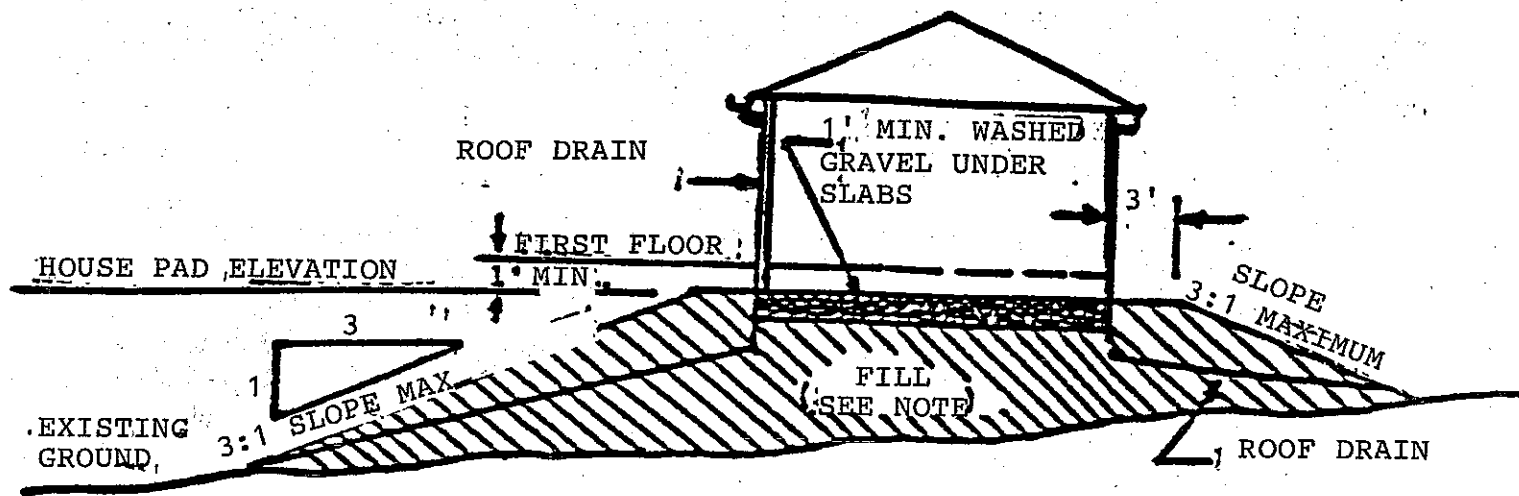 ROOF DRAIN
1' MIN. WASHED
GRAVEL UNDER
SLABS
3'
FIRST FLOOR
HOUSE PAD ELEVATION
1' MIN.
SLOPE
3:1 MAXIMUM
3
1
3:1 SLOPE MAX
FILL
(SEE NOTE)
EXISTING
GROUND
ROOF DRAIN